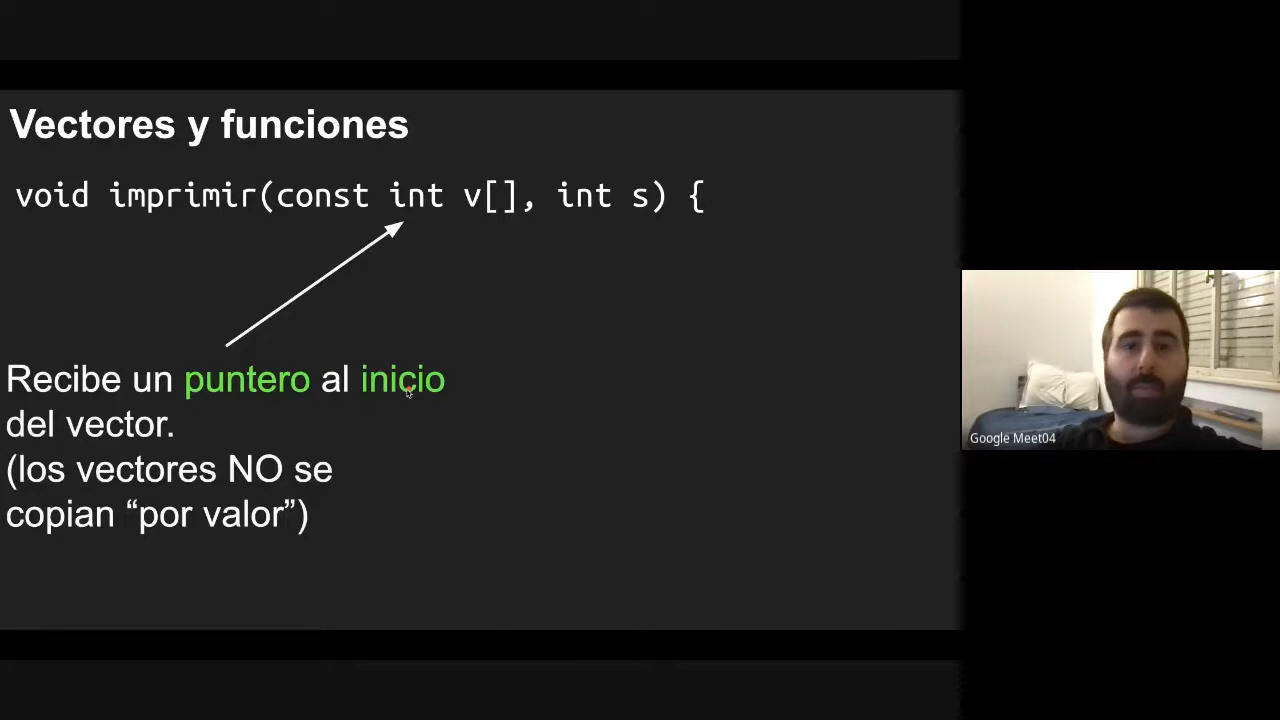 Vectores y funciones
void imprimir(const int v[], int s) {
Recibe un puntero al inicio
del vector.
(los vectores NO se
copian “por valor”)
Google Meet04